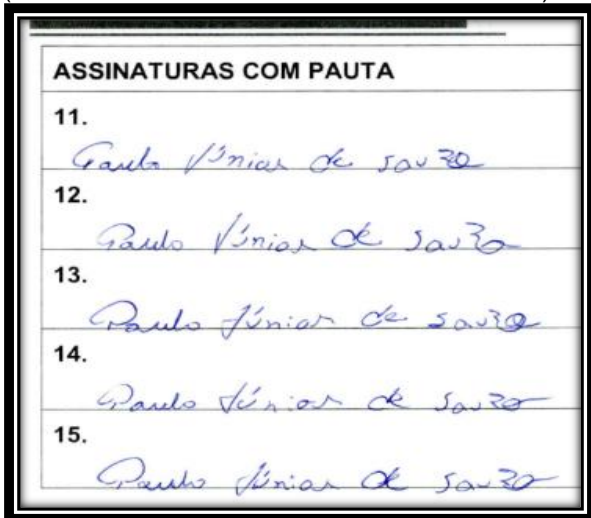 ASSINATURAS COM PAUTA
11.
Paulo Júnior de Souza
12.
Paulo Júnior de Souza
13.
Paulo Júnior de Souza
14.
Paulo Júnior de Souza
15.
Paulo Júnior de Souza